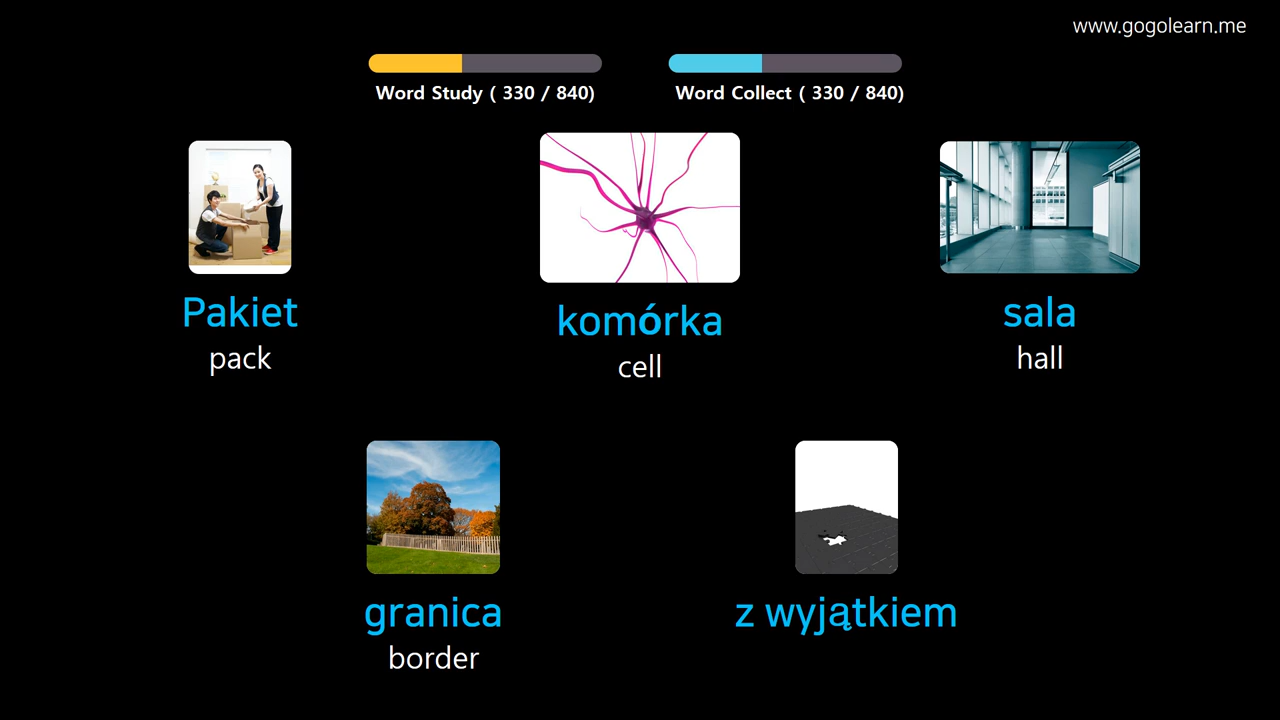 www.gogolearn.me
Word Study ( 330 / 840)
Word Collect ( 330 / 840)
Pakiet
pack
komórka
cell
sala
hall
granica
border
z wyjątkiem